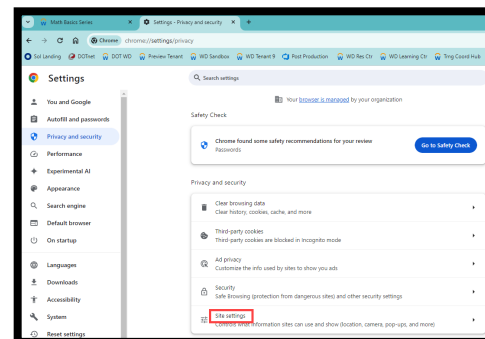 Math Basics Series
Settings - Privacy and security
Chrome
chrome://settings/privacy
Sol Landing
DOTnet
DOT WD
Preview Tenant
WD Sandbox
WD Tenant 9
Post Production
WD Res Ctr
WD Learning Ctr
Trng Coord Hub
Settings
Search settings
Your browser is managed by your organization
You and Google
Autofill and passwords
Privacy and security
Performance
Experimental AI
Appearance
Search engine
Default browser
On startup
Languages
Downloads
Accessibility
System
Reset settings
Safety Check
Chrome found some safety recommendations for your review
Passwords
Go to Safety Check
Privacy and security
Clear browsing data
Clear history, cookies, cache, and more
Third-party cookies
Third-party cookies are blocked in Incognito mode
Ad privacy
Customize the info used by sites to show you ads
Security
Safe Browsing (protection from dangerous sites) and other security settings
Site settings
Controls what information sites can use and show (location, camera, pop-ups, and more)